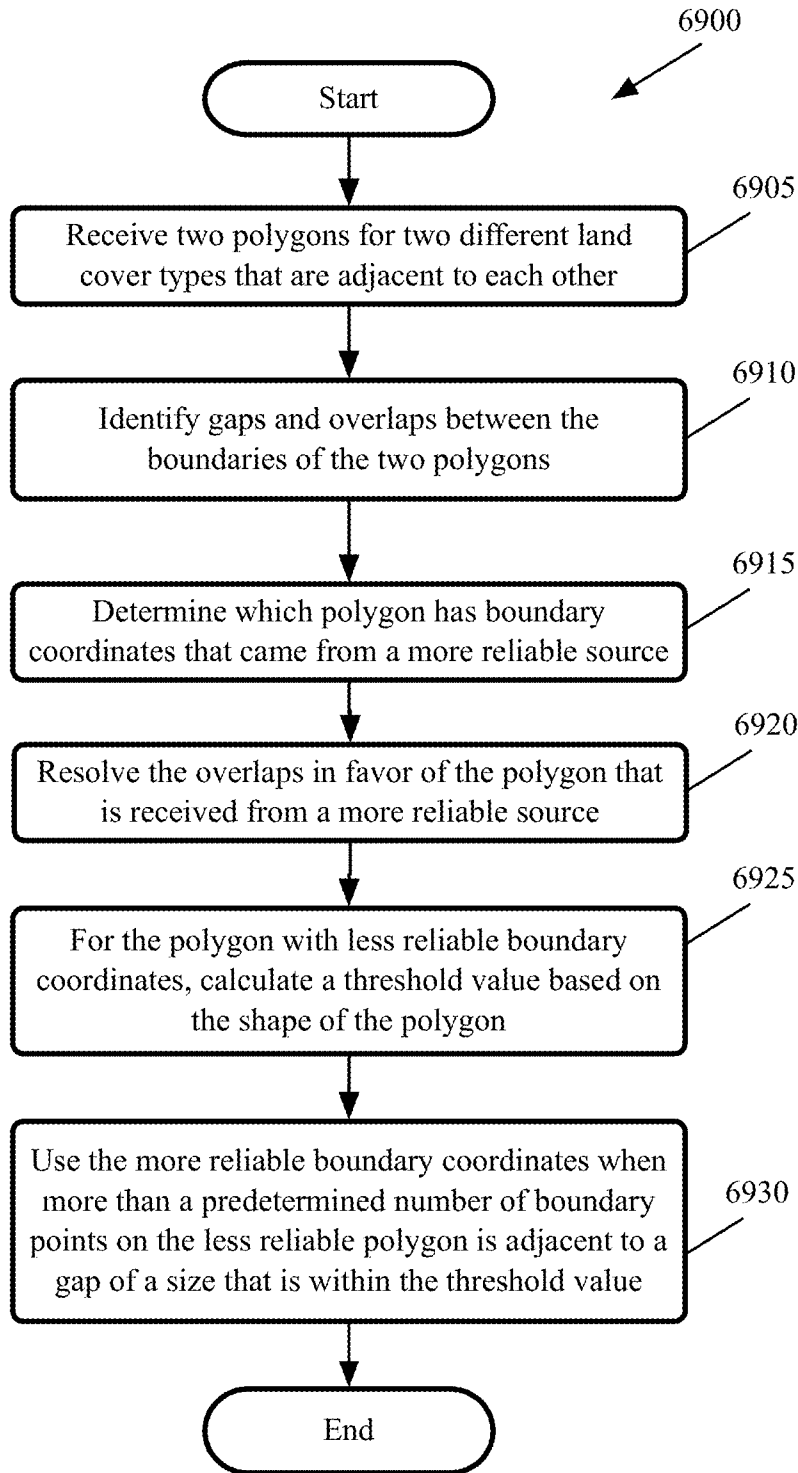 6900
Start
6905
Receive two polygons for two different land
cover types that are adjacent to each other
6910
Identify gaps and overlaps between the
boundaries of the two polygons
6915
Determine which polygon has boundary
coordinates that came from a more reliable source
6920
Resolve the overlaps in favor of the polygon that
is received from a more reliable source
6925
For the polygon with less reliable boundary
coordinates, calculate a threshold value based on
the shape of the polygon
6930
Use the more reliable boundary coordinates when
more than a predetermined number of boundary
points on the less reliable polygon is adjacent to a
gap of a size that is within the threshold value
End